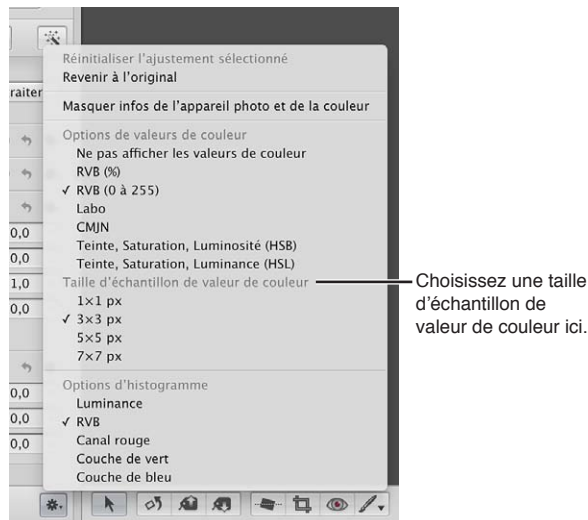 Réinitialiser l'ajustement sélectionné
Revenir à l'original
raiter
Masquer infos de l'appareil photo et de la couleur
Options de valeurs de couleur
Ne pas afficher les valeurs de couleur
RVB (%)
✓ RVB (0 à 255)
Labo
CMJN
0,0
Teinte, Saturation, Luminosité (HSB)
0,0
Teinte, Saturation, Luminance (HSL)
Taille d'échantillon de valeur de couleur
1,0
1×1 px
0,0
✓ 3×3 px
5×5 px
7×7 px
Choisissez une taille
d'échantillon de
valeur de couleur ici.
Options d'histogramme
0,0
Luminance
0,0
✓ RVB
0,0
Canal rouge
Couche de vert
Couche de bleu